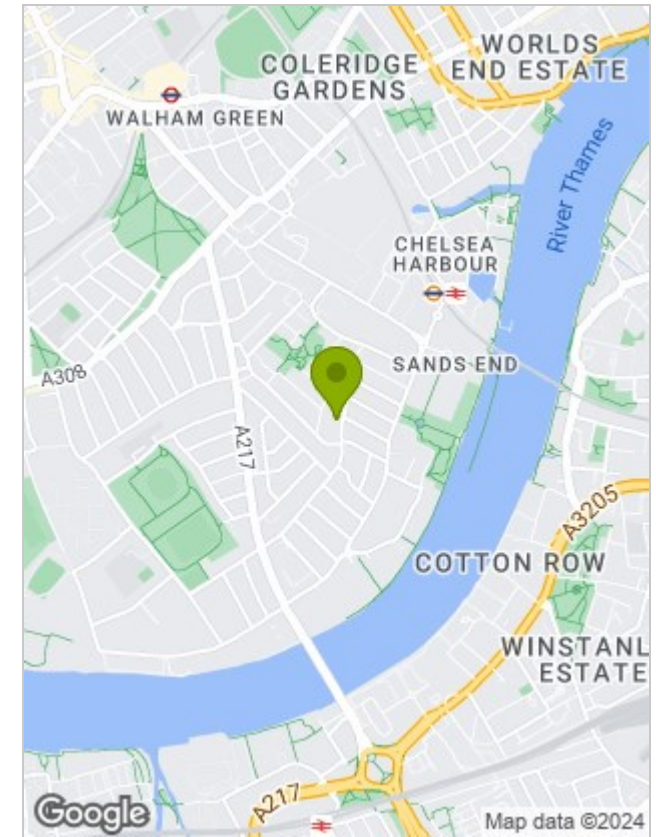 WORLDS
END ESTATE
COLERIDGE
GARDENS
WALHAM GREEN
River Thames
CHELSEA
HARBOUR
SANDS END
A308
A217
A3205
COTTON ROW
WINSTANL
ESTATE
A217
Google
Map data ©2024